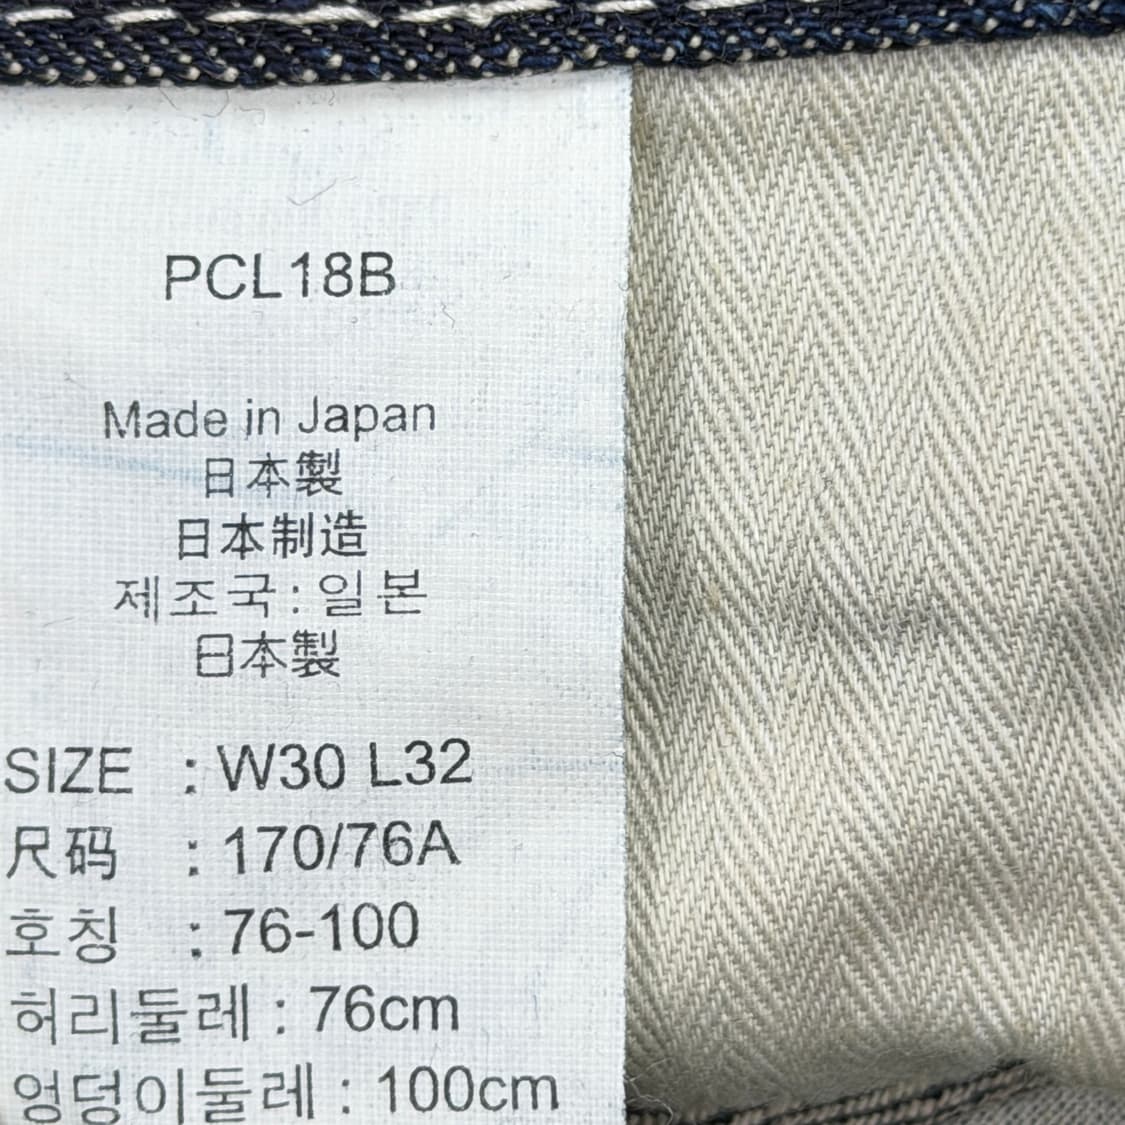 PCL18B
Made in Japan
日本製
日本制造
제조국 : 일본
日本製
SIZE : W30 L32
尺码 : 170/76A
호칭 : 76-100
허리둘레 : 76cm
엉덩이둘레 : 100cm